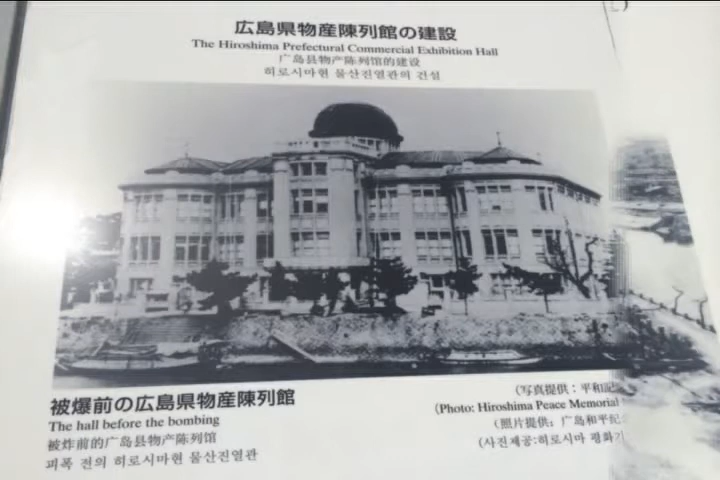 広島県物産陳列館の建設
The Hiroshima Prefectural Commercial Exhibition Hall
广岛县物产陈列馆的建设
히로시마현 물산진열관의 건설
被爆前の広島県物産陳列館
The hall before the bombing
被炸前的广岛县物产陈列馆
피폭 전의 히로시마현 물산진열관
(写真提供：平和記
(Photo: Hiroshima Peace Memorial
(照片提供：广岛和平纪
(사진제공:히로시마 평화기